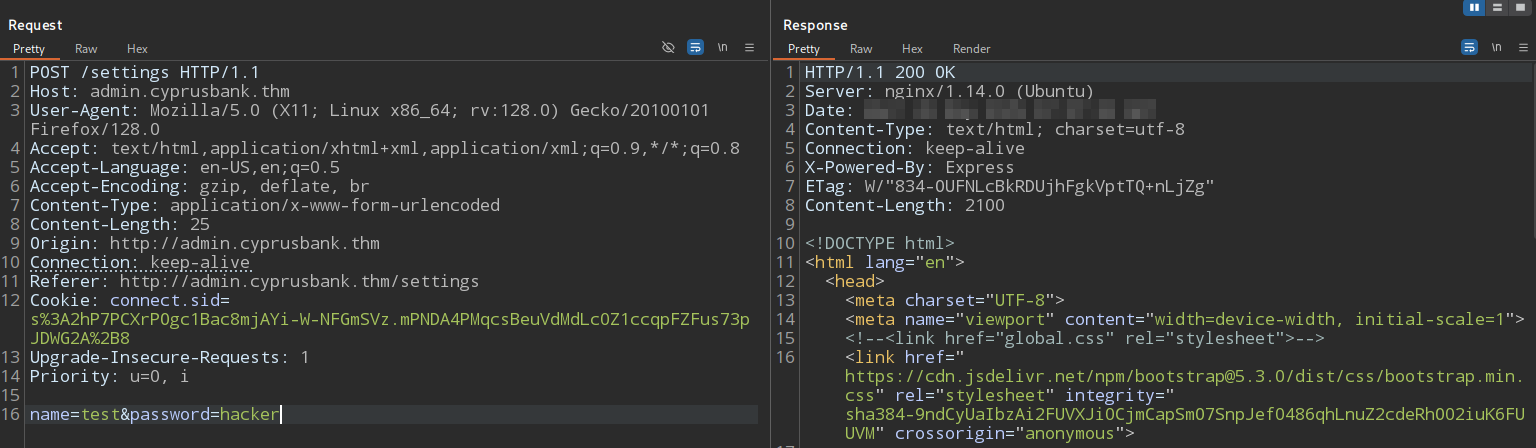 Request
Pretty Raw Hex
\n
1 POST /settings HTTP/1.1
2 Host: admin.cyprusbank.thm
3 User-Agent: Mozilla/5.0 (X11; Linux x86_64; rv:128.0) Gecko/20100101
Firefox/128.0
4 Accept: text/html,application/xhtml+xml,application/xml;q=0.9,*/*;q=0.8
5 Accept-Language: en-US,en;q=0.5
6 Accept-Encoding: gzip, deflate, br
7 Content-Type: application/x-www-form-urlencoded
8 Content-Length: 25
9 Origin: http://admin.cyprusbank.thm
10 Connection: keep-alive
11 Referer: http://admin.cyprusbank.thm/settings
12 Cookie: connect.sid=
s%3A2hP7PCXrPOgc1Bac8mjAYi-W-NFGmSVz.mPNDA4PMqcsBeuVdMdLcOZ1ccqpFZFus73p
JDWG2A%2B8
13 Upgrade-Insecure-Requests: 1
14 Priority: u=0, i
15
16 name=test&password=hacker
Response
Pretty Raw Hex Render
\n
1 HTTP/1.1 200 OK
2 Server: nginx/1.14.0 (Ubuntu)
3 Date:
4 Content-Type: text/html; charset=utf-8
5 Connection: keep-alive
6 X-Powered-By: Express
7 ETag: W/"834-OUFNLcBkRDUjhFgkVptTQ+nLjZg"
8 Content-Length: 2100
9
10 <!DOCTYPE html>
11 <html lang="en">
12 <head>
13 <meta charset="UTF-8">
14 <meta name="viewport" content="width=device-width, initial-scale=1">
15 <!--<link href="global.css" rel="stylesheet">-->
16 <link href="
https://cdn.jsdelivr.net/npm/bootstrap@5.3.0/dist/css/bootstrap.min.
css" rel="stylesheet" integrity="
sha384-9ndCyUaIbzAi2FUVXJi0CjmCapSmO7SnpJef0486qhLnuZ2cdeRhO02iuK6FU
UVM" crossorigin="anonymous">